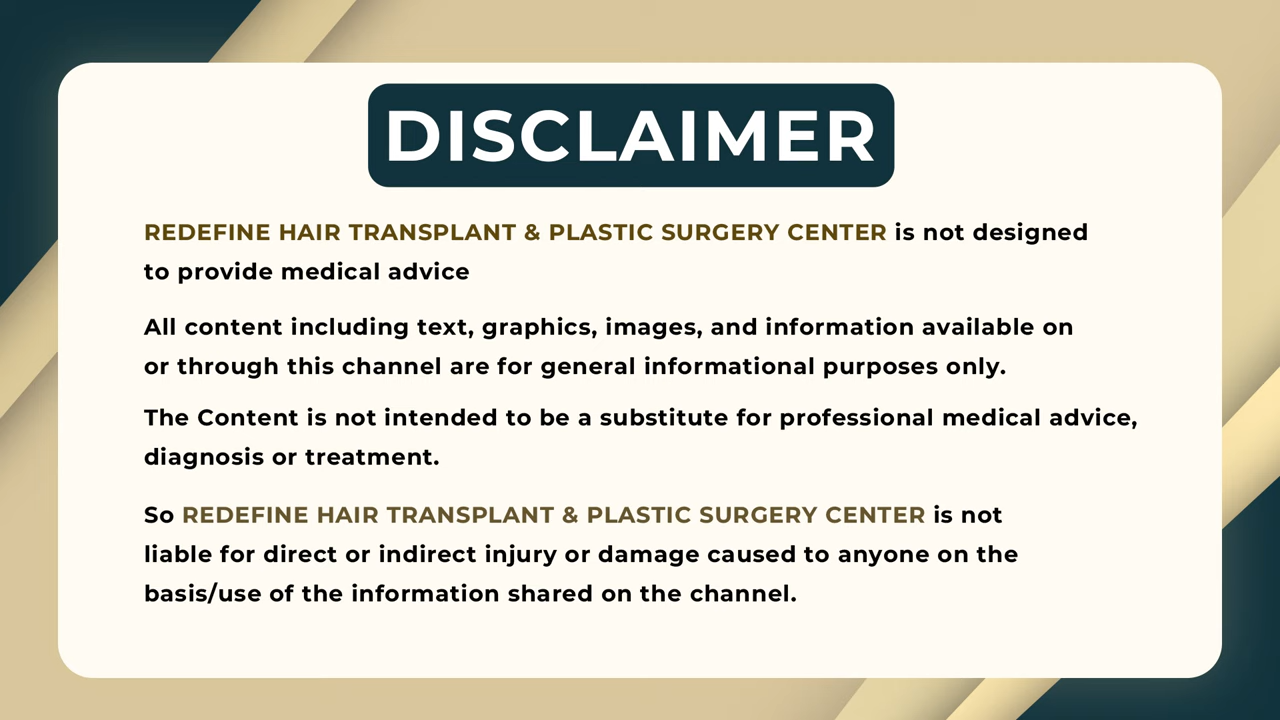 DISCLAIMER
REDEFINE HAIR TRANSPLANT & PLASTIC SURGERY CENTER is not designed
to provide medical advice
All content including text, graphics, images, and information available on
or through this channel are for general informational purposes only.
The Content is not intended to be a substitute for professional medical advice,
diagnosis or treatment.
So REDEFINE HAIR TRANSPLANT & PLASTIC SURGERY CENTER is not
liable for direct or indirect injury or damage caused to anyone on the
basis/use of the information shared on the channel.